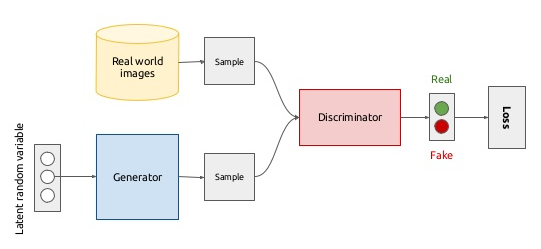 Real world
images
Sample
Real
Discriminator
Loss
Fake
Latent random variable
Generator
Sample